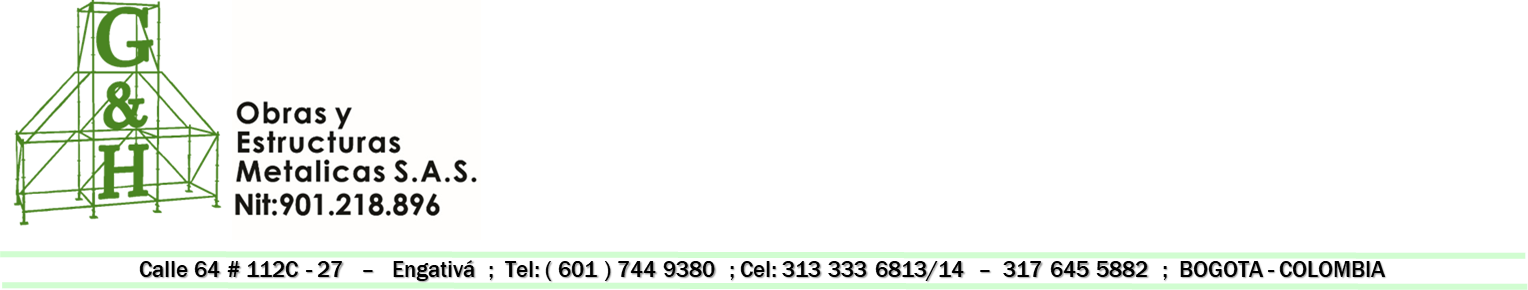 G
&
H
Obras y
Estructuras
Metalicas S.A.S.
Nit:901.218.896
Calle 64 # 112C - 27 – Engativá ; Tel: ( 601 ) 744 9380 ; Cel: 313 333 6813/14 – 317 645 5882 ; BOGOTA - COLOMBIA